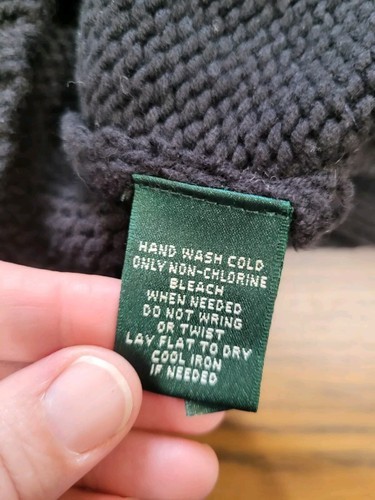 HAND WASH COLD
ONLY NON-CHLORINE
BLEACH
WHEN NEEDED
DO NOT WRING
OR TWIST
LAY FLAT TO DRY
COOL IRON
IF NEEDED